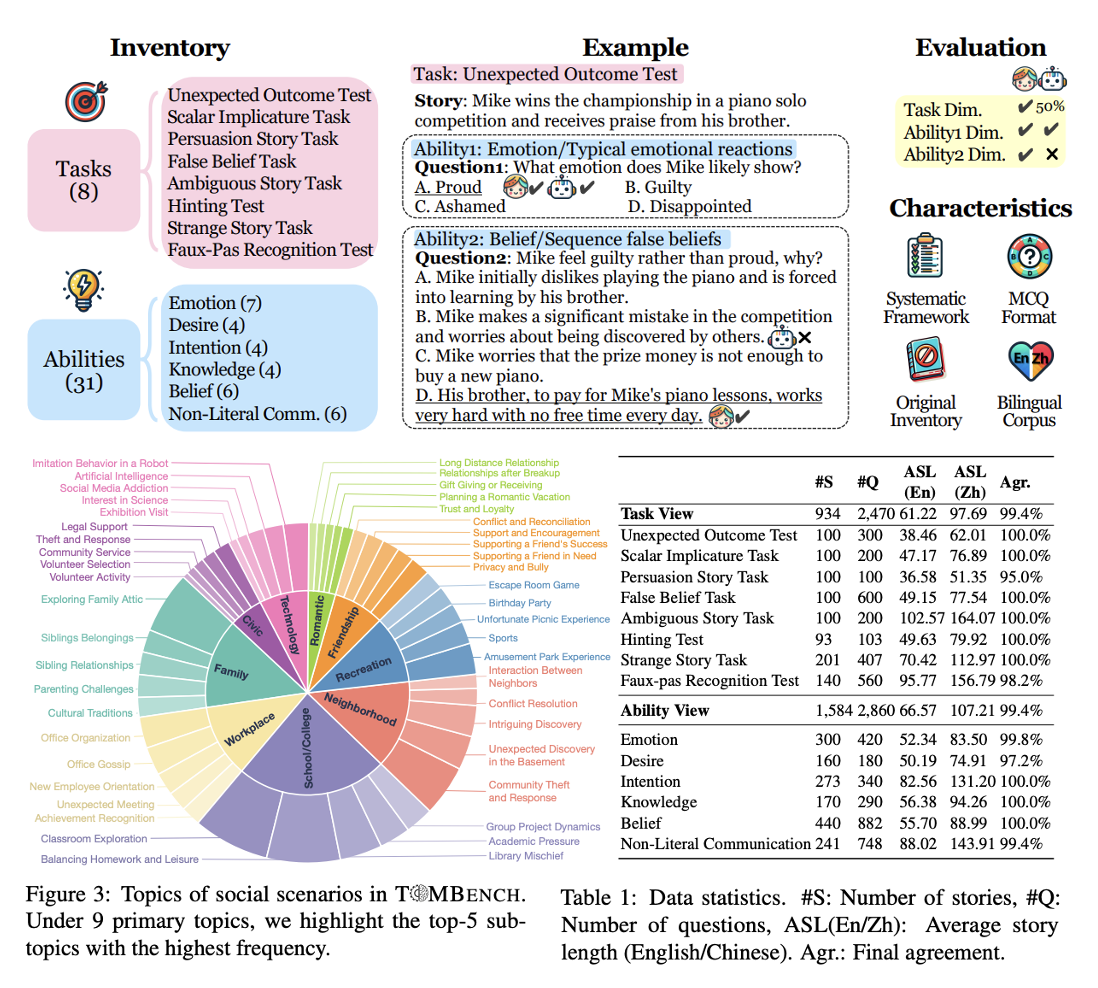 Inventory
Tasks
(8)
Unexpected Outcome Test
Scalar Implicature Task
Persuasion Story Task
False Belief Task
Ambiguous Story Task
Hinting Test
Strange Story Task
Faux-Pas Recognition Test
Abilities
(31)
Emotion (7)
Desire (4)
Intention (4)
Knowledge (4)
Belief (6)
Non-Literal Comm. (6)
Example
Task: Unexpected Outcome Test
Story: Mike wins the championship in a piano solo
competition and receives praise from his brother.
Ability1: Emotion/Typical emotional reactions
Question1: What emotion does Mike likely show?
A. Proud ✔ ✔ B. Guilty
C. Ashamed D. Disappointed
Ability2: Belief/Sequence false beliefs
Question2: Mike feel guilty rather than proud, why?
A. Mike initially dislikes playing the piano and is forced
into learning by his brother.
B. Mike makes a significant mistake in the competition
and worries about being discovered by others. ✖
C. Mike worries that the prize money is not enough to
buy a new piano.
D. His brother, to pay for Mike's piano lessons, works
very hard with no free time every day. ✔
Evaluation
Task Dim. ✔ 50%
Ability1 Dim. ✔ ✔
Ability2 Dim. ✔ ✖
Characteristics
Systematic
Framework
A
B
C
D
?
MCQ
Format
Original
Inventory
En Zh
Bilingual
Corpus
Imitation Behavior in a Robot
Artificial Intelligence
Social Media Addiction
Interest in Science
Exhibition Visit
Legal Support
Theft and Response
Community Service
Volunteer Selection
Volunteer Activity
Exploring Family Attic
Siblings Belongings
Sibling Relationships
Parenting Challenges
Cultural Traditions
Office Organization
Office Gossip
New Employee Orientation
Unexpected Meeting
Achievement Recognition
Classroom Exploration
Balancing Homework and Leisure
Long Distance Relationship
Relationships after Breakup
Gift Giving or Receiving
Planning a Romantic Vacation
Trust and Loyalty
Conflict and Reconciliation
Support and Encouragement
Supporting a Friend's Success
Supporting a Friend in Need
Privacy and Bully
Escape Room Game
Birthday Party
Unfortunate Picnic Experience
Sports
Amusement Park Experience
Interaction Between
Neighbors
Conflict Resolution
Intriguing Discovery
Unexpected Discovery
in the Basement
Community Theft
and Response
Group Project Dynamics
Academic Pressure
Library Mischief
Technology
Romantic
Friendship
Recreation
Neighborhood
School/College
Workplace
Family
Civic
Figure 3: Topics of social scenarios in TOMBENCH.
Under 9 primary topics, we highlight the top-5 sub-
topics with the highest frequency.
#S #Q ASL (En) ASL (Zh) Agr.
Task View 934 2,470 61.22 97.69 99.4%
Unexpected Outcome Test 100 300 38.46 62.01 100.0%
Scalar Implicature Task 100 200 47.17 76.89 100.0%
Persuasion Story Task 100 100 36.58 51.35 95.0%
False Belief Task 100 600 49.15 77.54 100.0%
Ambiguous Story Task 100 200 102.57 164.07 100.0%
Hinting Test 93 103 49.63 79.92 100.0%
Strange Story Task 201 407 70.42 112.97 100.0%
Faux-pas Recognition Test 140 560 95.77 156.79 98.2%
Ability View 1,584 2,860 66.57 107.21 99.4%
Emotion 300 420 52.34 83.50 99.8%
Desire 160 180 50.19 74.91 97.2%
Intention 273 340 82.56 131.20 100.0%
Knowledge 170 290 56.38 94.26 100.0%
Belief 440 882 55.70 88.99 100.0%
Non-Literal Communication 241 748 88.02 143.91 99.4%
Table 1: Data statistics. #S: Number of stories, #Q:
Number of questions, ASL(En/Zh): Average story
length (English/Chinese). Agr.: Final agreement.